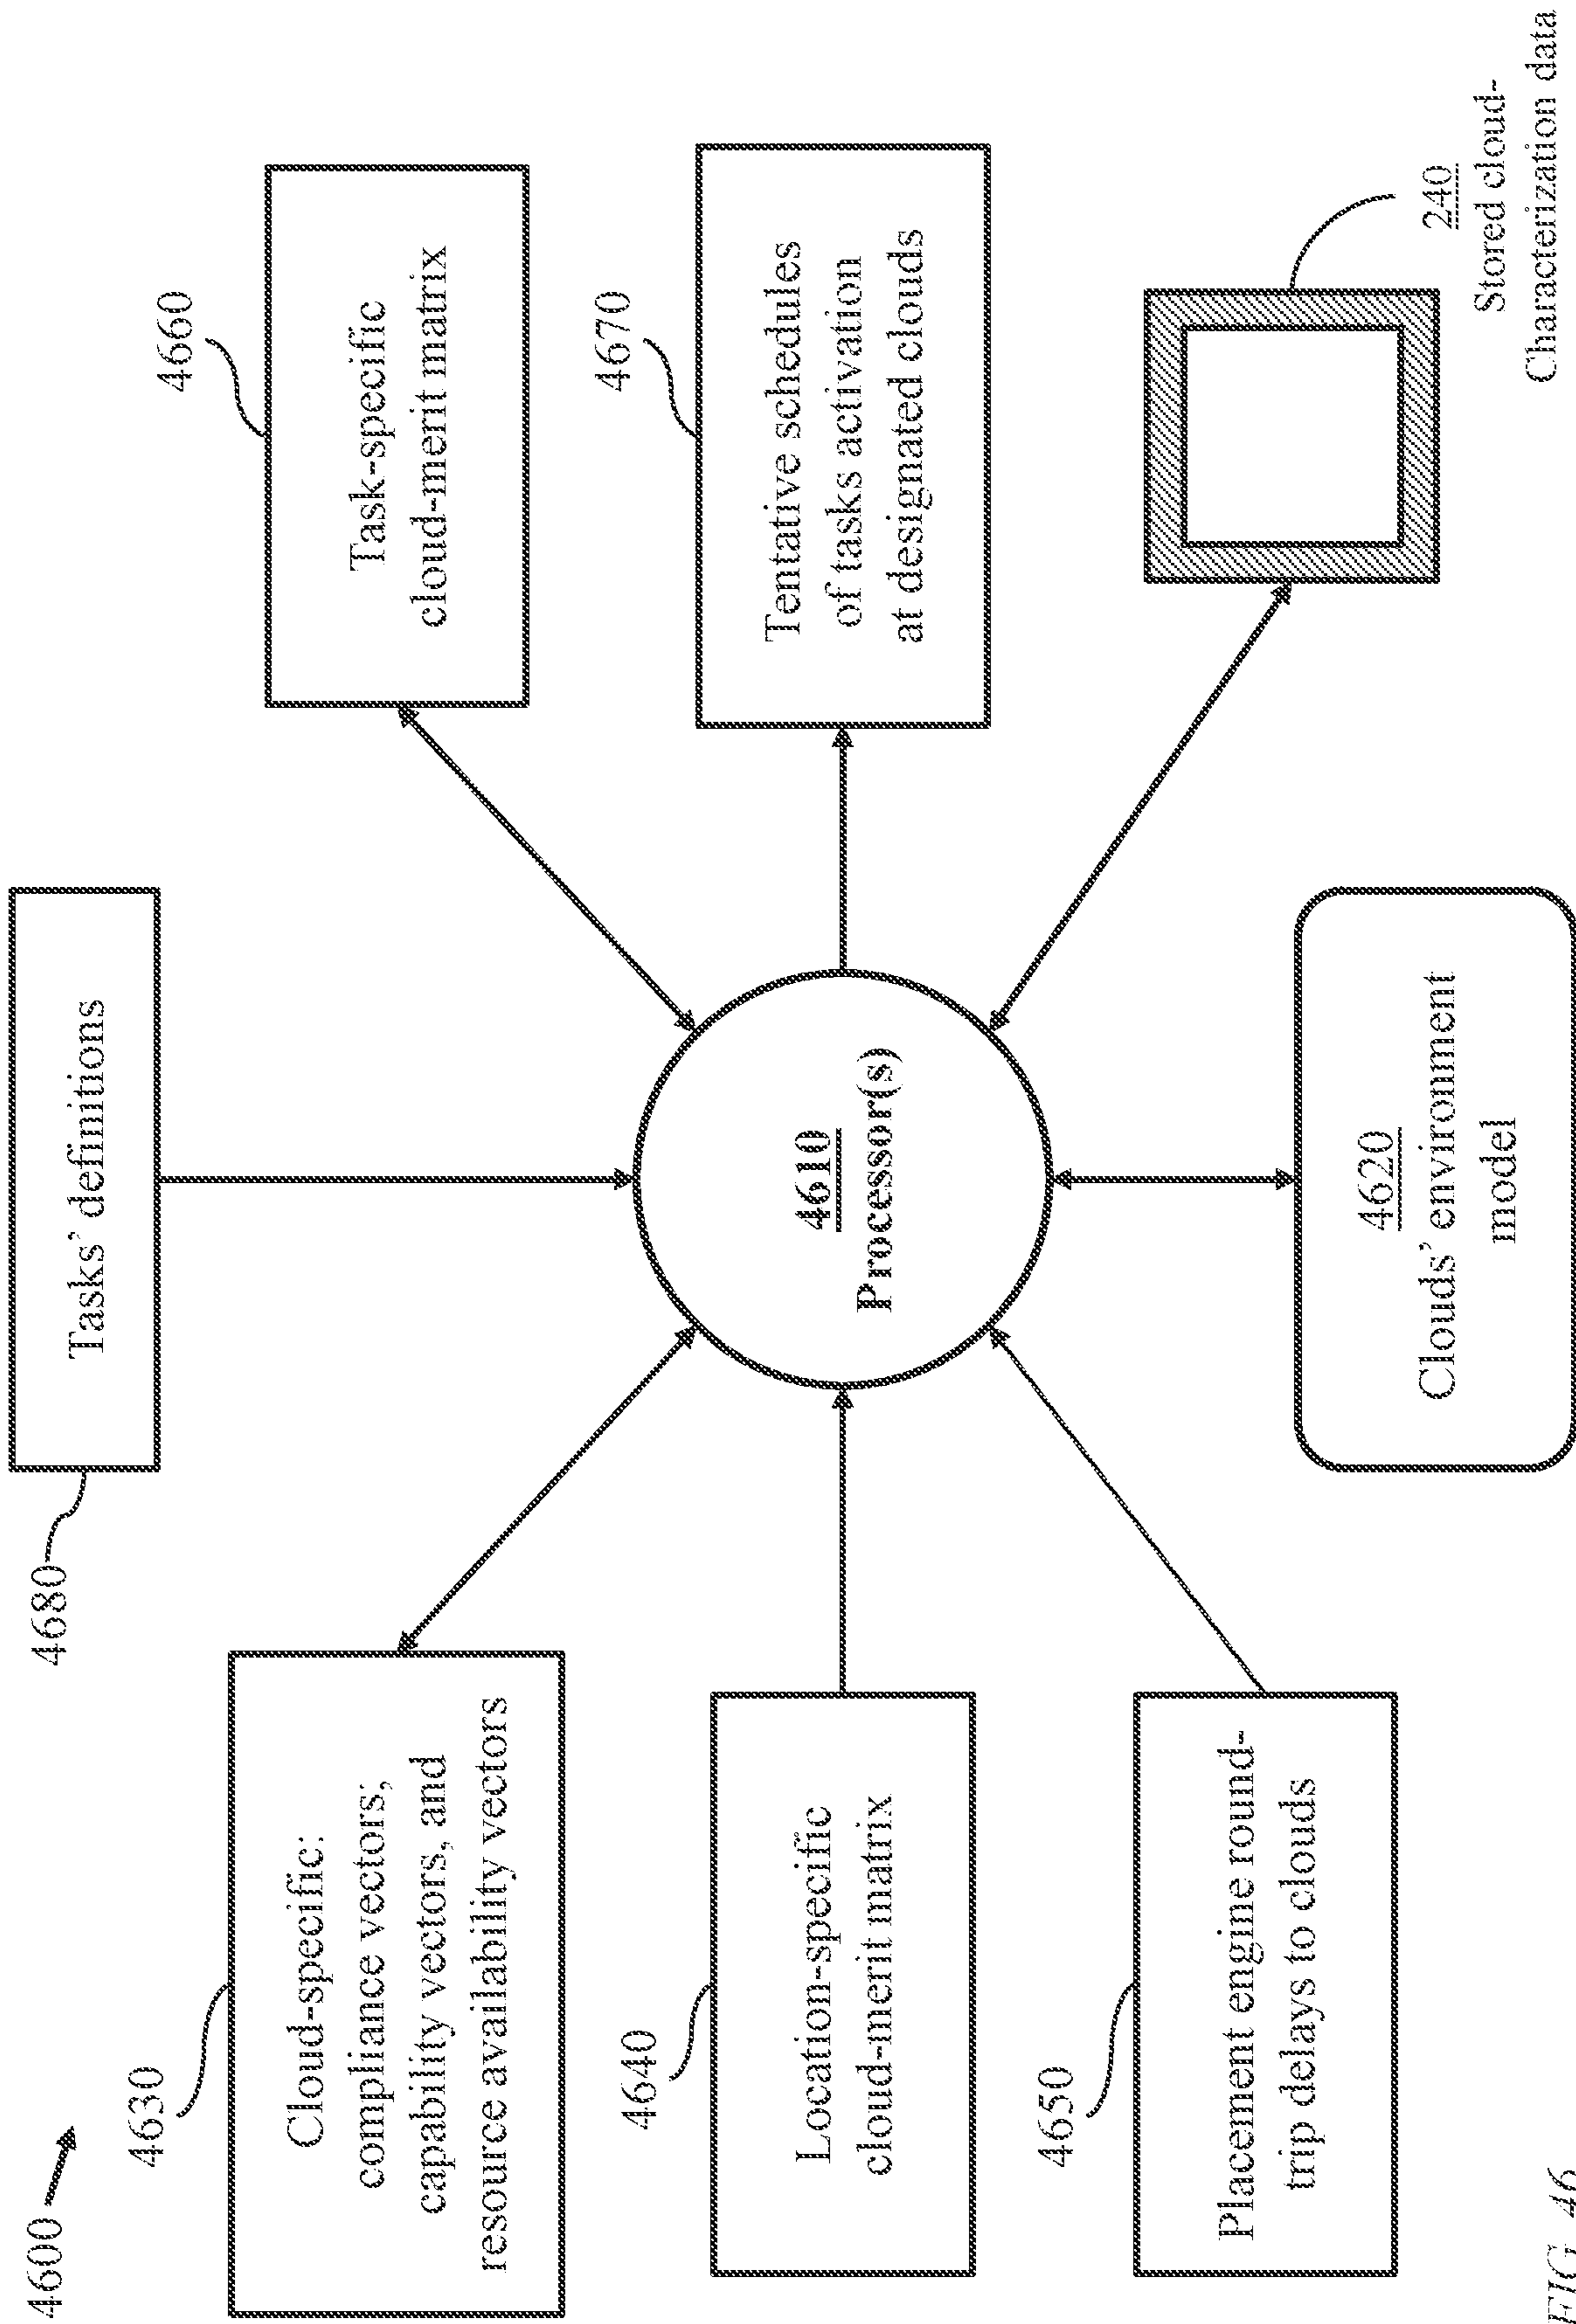 4600
4680
Tasks' definitions
4630
Cloud-specific:
compliance vectors;
capability vectors, and
resource availability vectors
4640
Location-specific
cloud-merit matrix
4650
Placement engine round-
trip delays to clouds
4610
Processor(s)
4620
Clouds' environment
model
4660
Task-specific
cloud-merit matrix
4670
Tentative schedules
of tasks activation
at designated clouds
240
Stored cloud-
Characterization data
FIG. 46